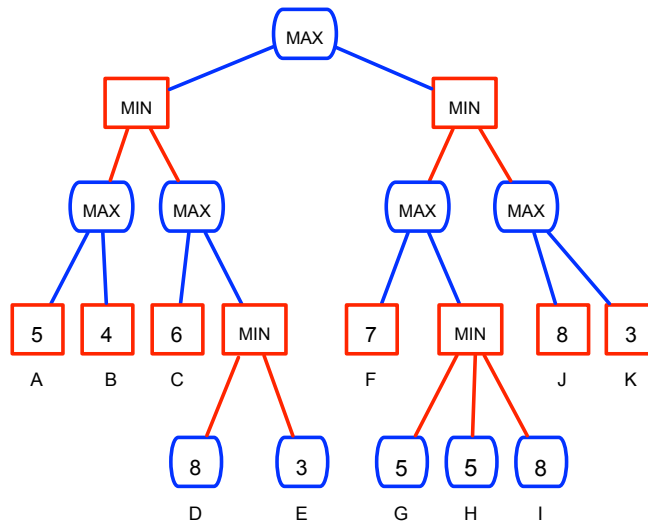 MAX
MIN MIN
MAX MAX MAX MAX
5 4 6 MIN 7 MIN 8 3
A B C F J K
8 3 5 5 8
D E G H I